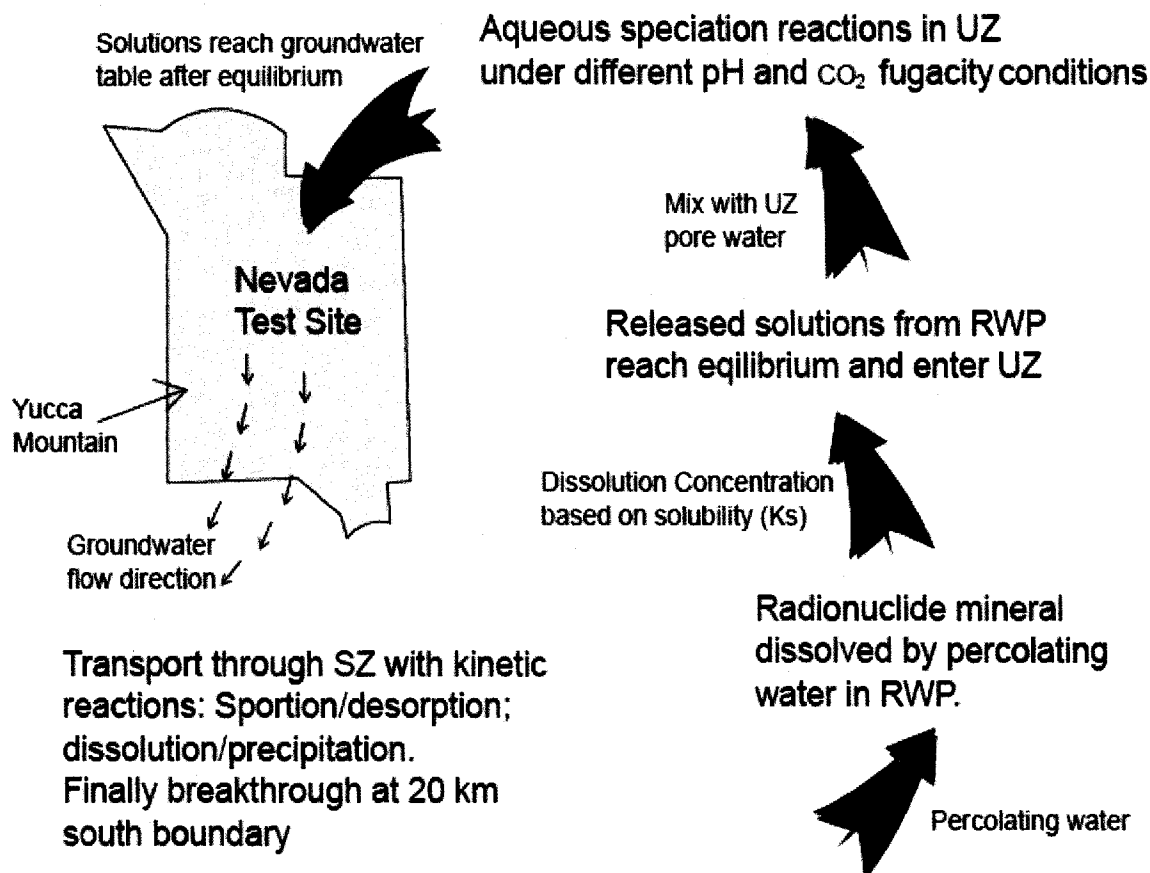 Solutions reach groundwater
table after equilibrium
Aqueous speciation reactions in UZ
under different pH and CO₂ fugacity conditions
Mix with UZ
pore water
Nevada
Test Site
Released solutions from RWP
reach eqilibrium and enter UZ
Yucca
Mountain
Dissolution Concentration
based on solubility (Ks)
Groundwater
flow direction
Radionuclide mineral
dissolved by percolating
water in RWP.
Transport through SZ with kinetic
reactions: Sportion/desorption;
dissolution/precipitation.
Finally breakthrough at 20 km
south boundary
Percolating water